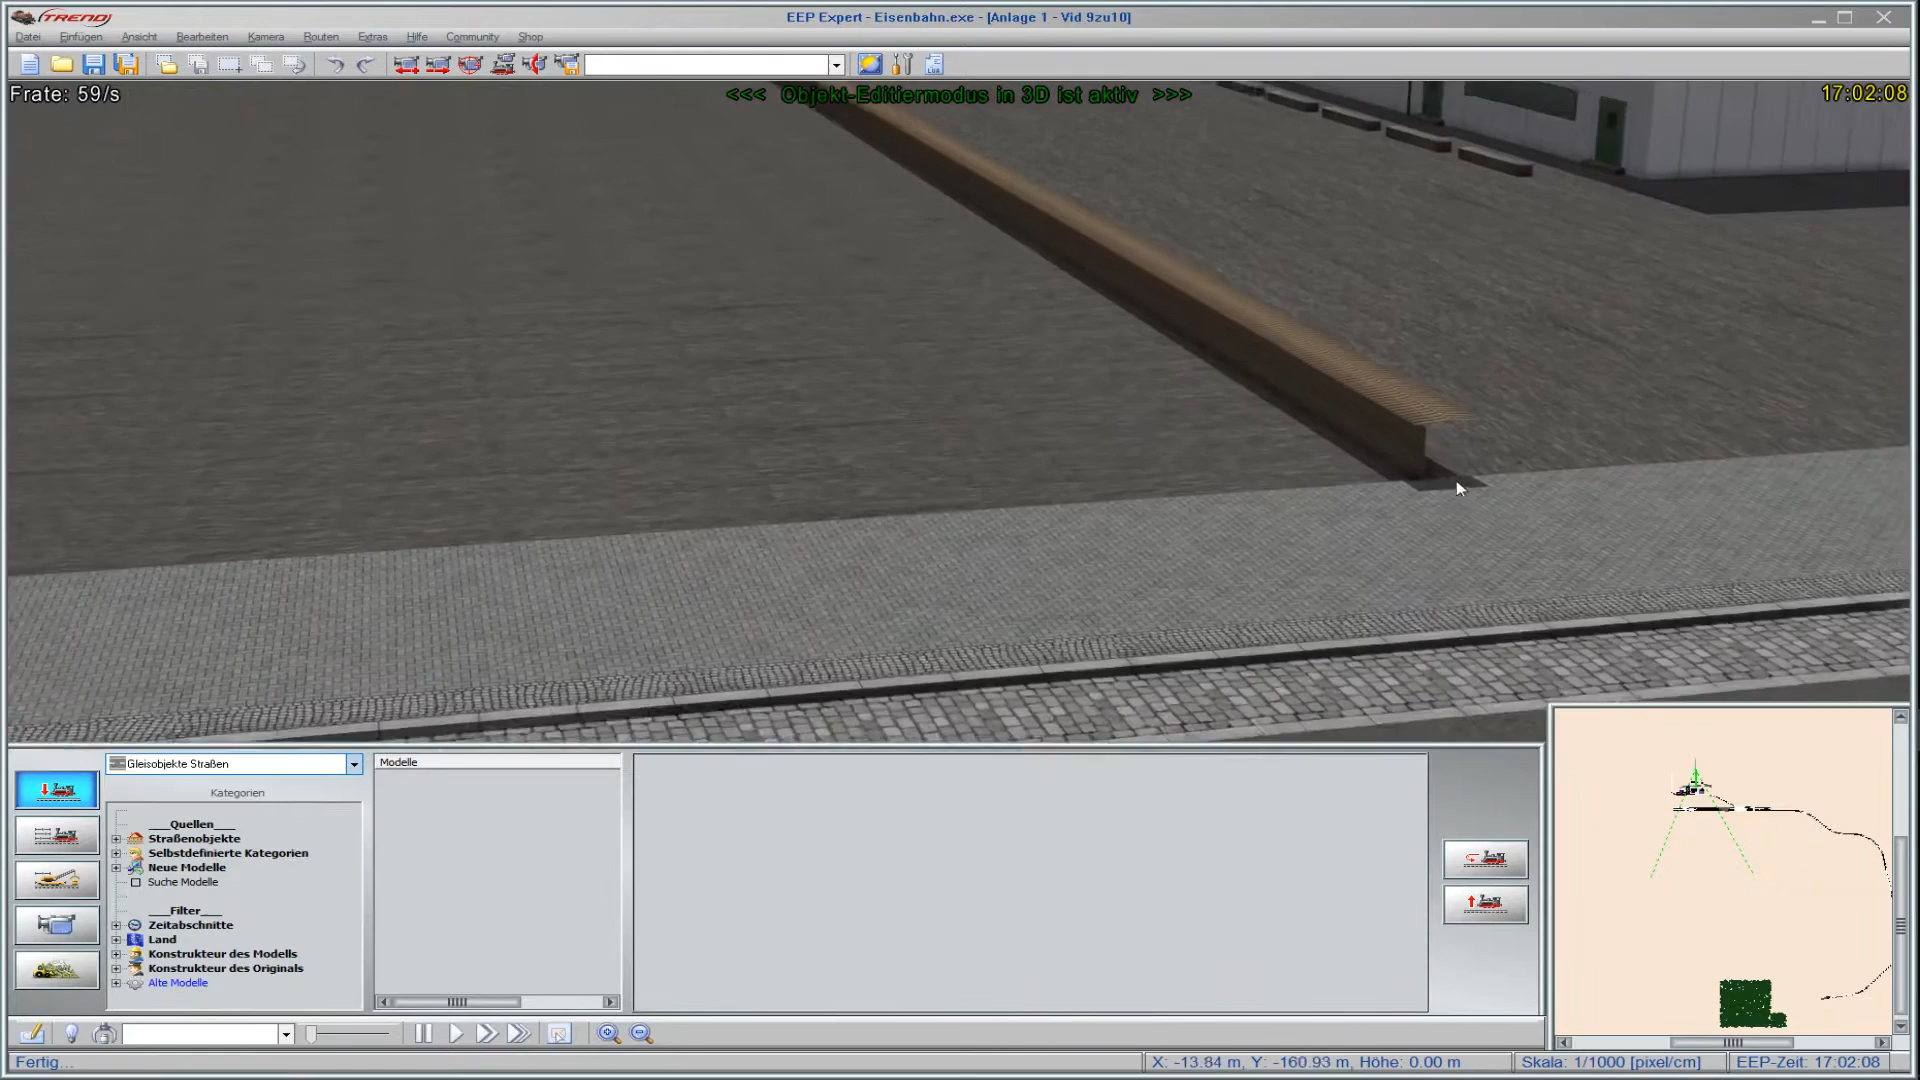 TREND
EEP Expert - Eisenbahn.exe - [Anlage 1 - Vid 9zu10]
Datei Einfügen Ansicht Bearbeiten Kamera Routen Extras Hilfe Community Shop
Frate: 59/s
<<< Objekt-Editiermodus in 3D ist aktiv >>>
17:02:08
Gleisobjekte Straßen
Kategorien
___Quellen___
Straßenobjekte
Selbstdefinierte Kategorien
Neue Modelle
Suche Modelle
___Filter___
Zeitabschnitte
Land
Konstrukteur des Modells
Konstrukteur des Originals
Alte Modelle
Modelle
Fertig...
X: -13.84 m, Y: -160.93 m, Höhe: 0.00 m
Skala: 1/1000 [pixel/cm]
EEP-Zeit: 17:02:08